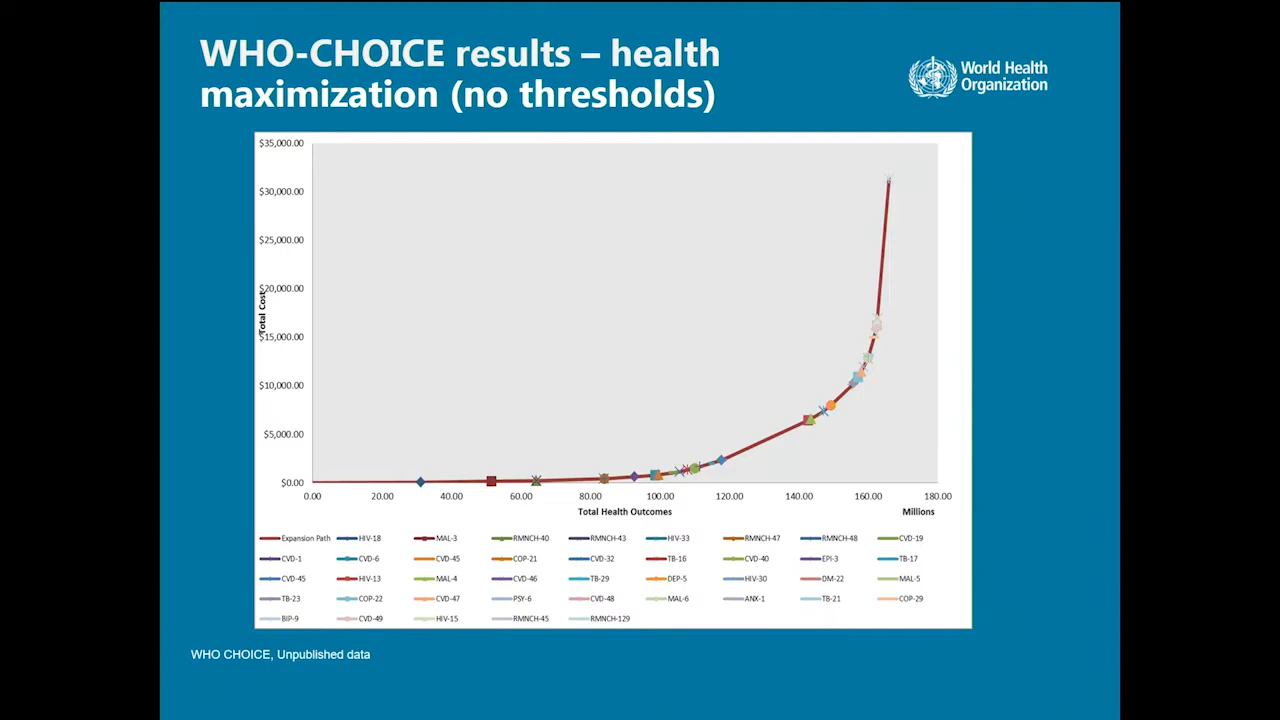 WHO-CHOICE results – health
maximization (no thresholds)
World Health
Organization
$35,000.00
$30,000.00
$25,000.00
$20,000.00
$15,000.00
$10,000.00
$5,000.00
$0.00
Total Cost
0.00 20.00 40.00 60.00 80.00 100.00 120.00 140.00 160.00 180.00
Total Health Outcomes Millions
Expansion Path HIV-18 MAL-3 RMNCH-40 RMNCH-43 HIV-33 RMNCH-47 RMNCH-48 CVD-19
CVD-1 CVD-6 CVD-45 COP-21 CVD-32 TB-16 CVD-40 EPI-3 TB-17
CVD-45 HIV-13 MAL-4 CVD-46 TB-29 DEP-5 HIV-30 DM-22 MAL-5
TB-23 COP-22 CVD-47 PSY-6 CVD-48 MAL-6 ANX-1 TB-21 COP-29
BIP-9 CVD-49 HIV-15 RMNCH-45 RMNCH-129
WHO CHOICE, Unpublished data